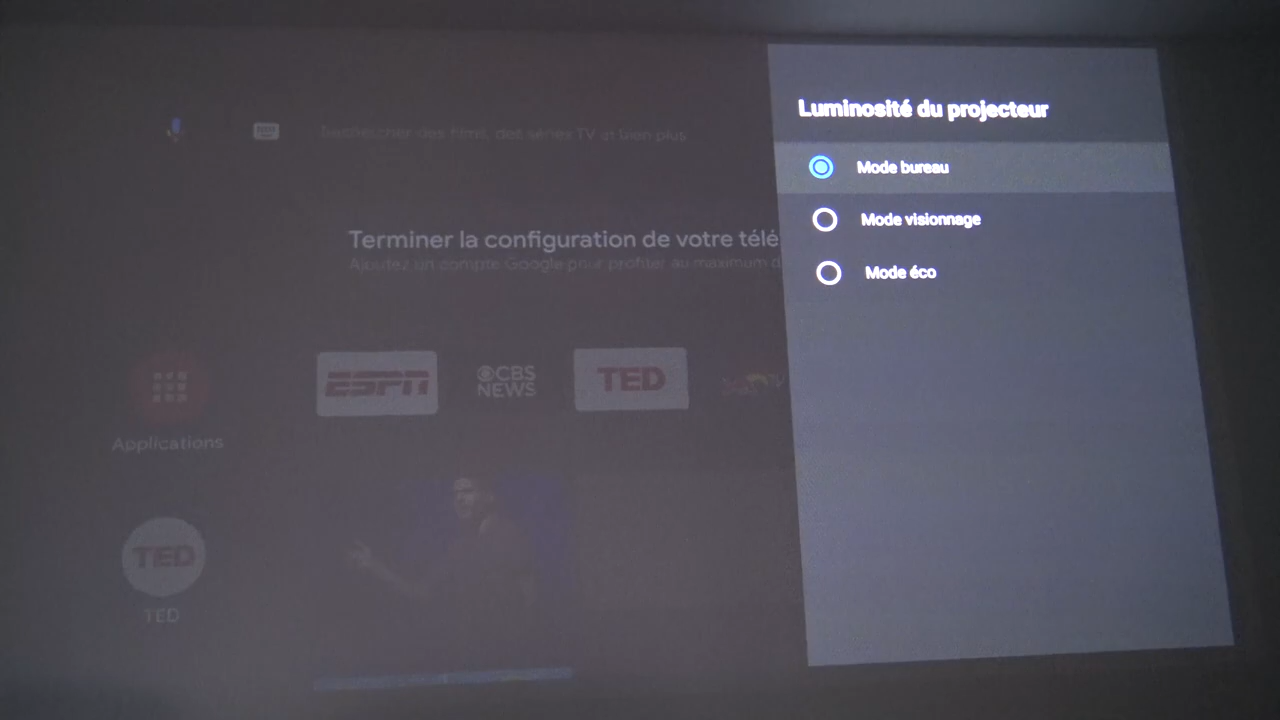 Luminosité du projecteur
Mode bureau
Mode visionnage
Mode éco
Rechercher des films, des séries TV et bien plus
Terminer la configuration de votre télé
Ajoutez un compte Google pour profiter au maximum d
ESPN
CBS
NEWS
TED
Applications
TED
TED